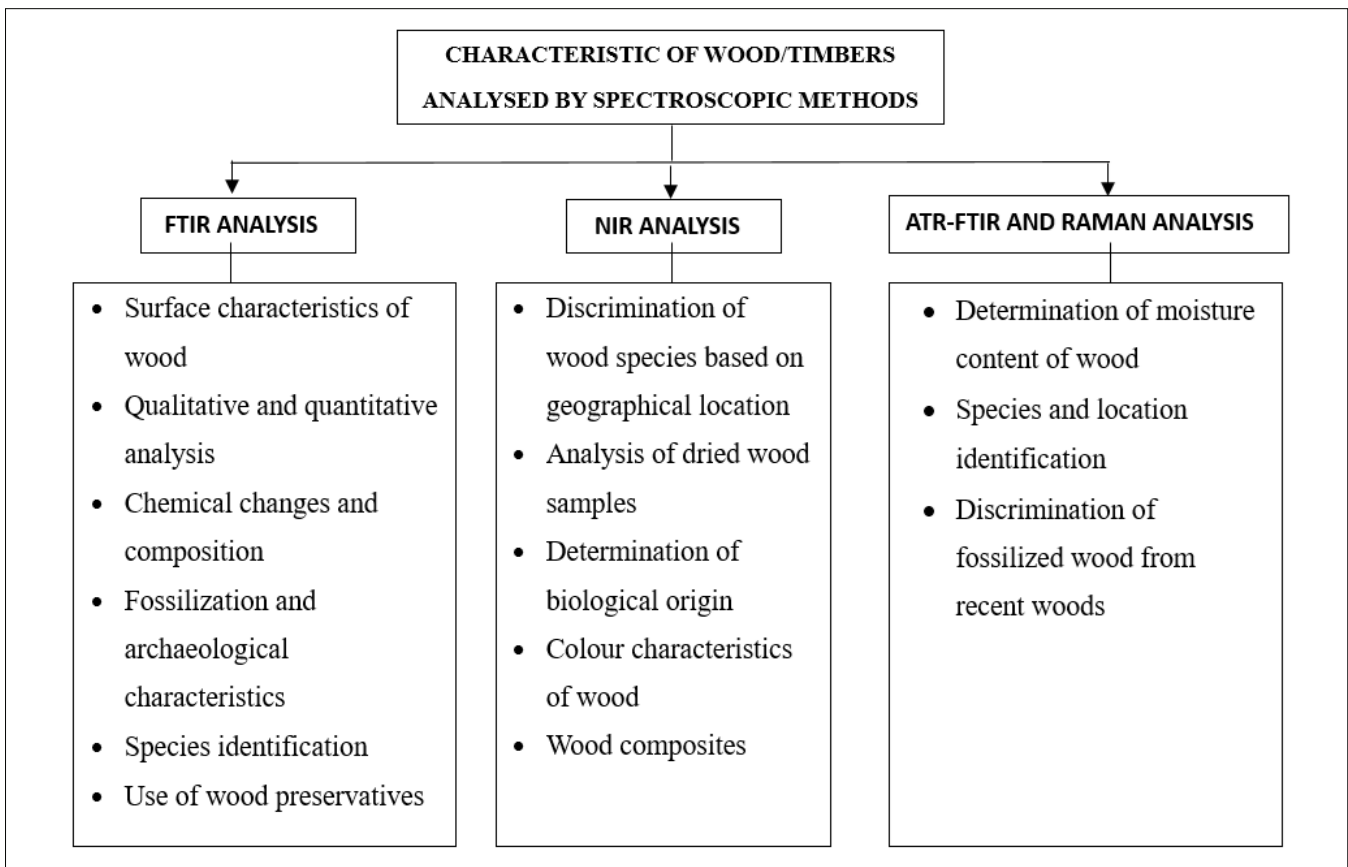 CHARACTERISTIC OF WOOD/TIMBERS
ANALYSED BY SPECTROSCOPIC METHODS
FTIR ANALYSIS
• Surface characteristics of
wood
• Qualitative and quantitative
analysis
• Chemical changes and
composition
• Fossilization and
archaeological
characteristics
• Species identification
• Use of wood preservatives
NIR ANALYSIS
• Discrimination of
wood species based on
geographical location
• Analysis of dried wood
samples
• Determination of
biological origin
• Colour characteristics
of wood
• Wood composites
ATR-FTIR AND RAMAN ANALYSIS
• Determination of moisture
content of wood
• Species and location
identification
• Discrimination of
fossilized wood from
recent woods